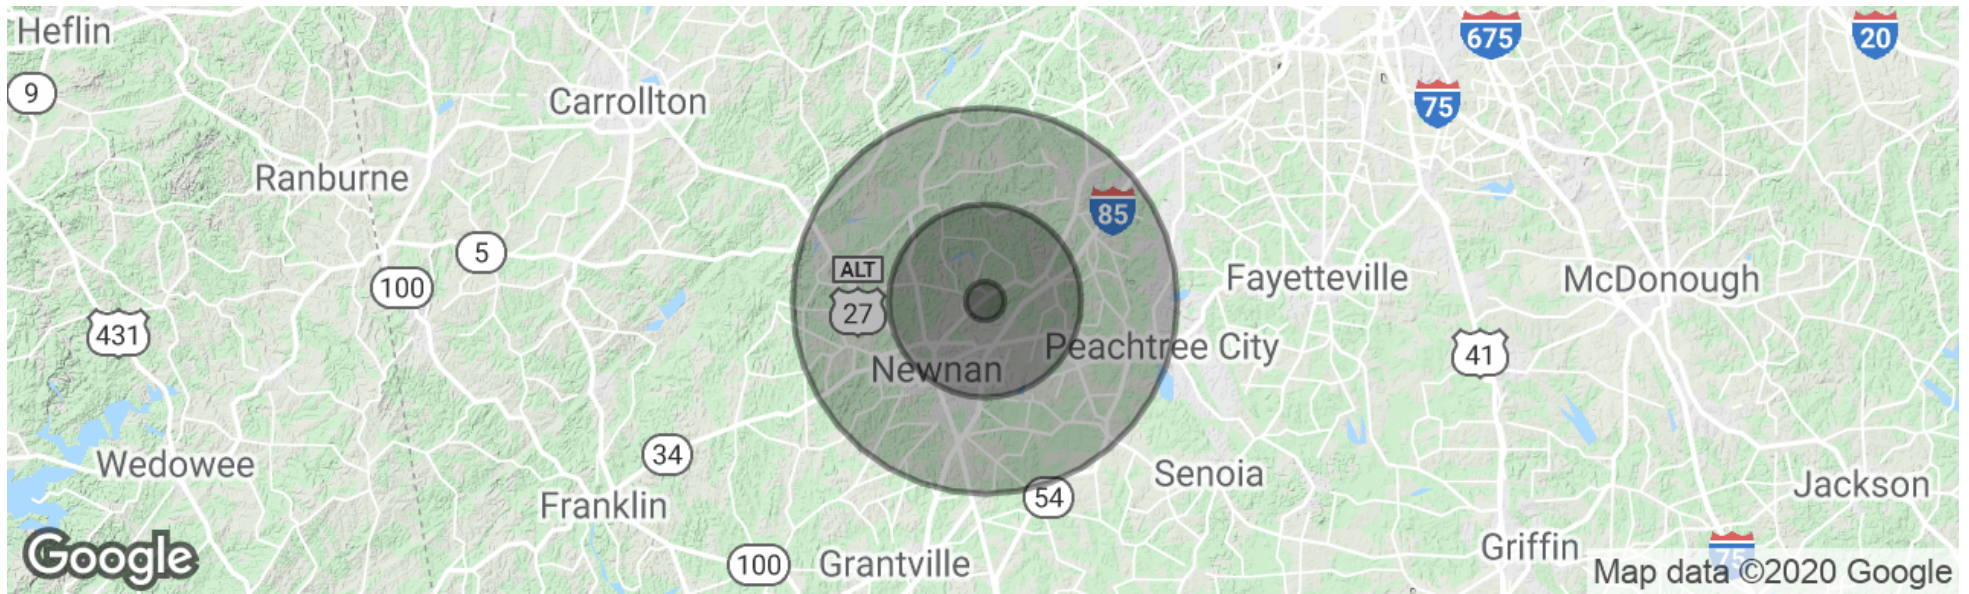 Heflin
675
20
9
75
Carrollton
Ranburne
85
5
ALT
27
100
Fayetteville
McDonough
431
41
Peachtree City
Newnan
34
Wedowee
Senoia
Franklin
54
Jackson
Google
100
Grantville
Griffin
75
Map data ©2020 Google